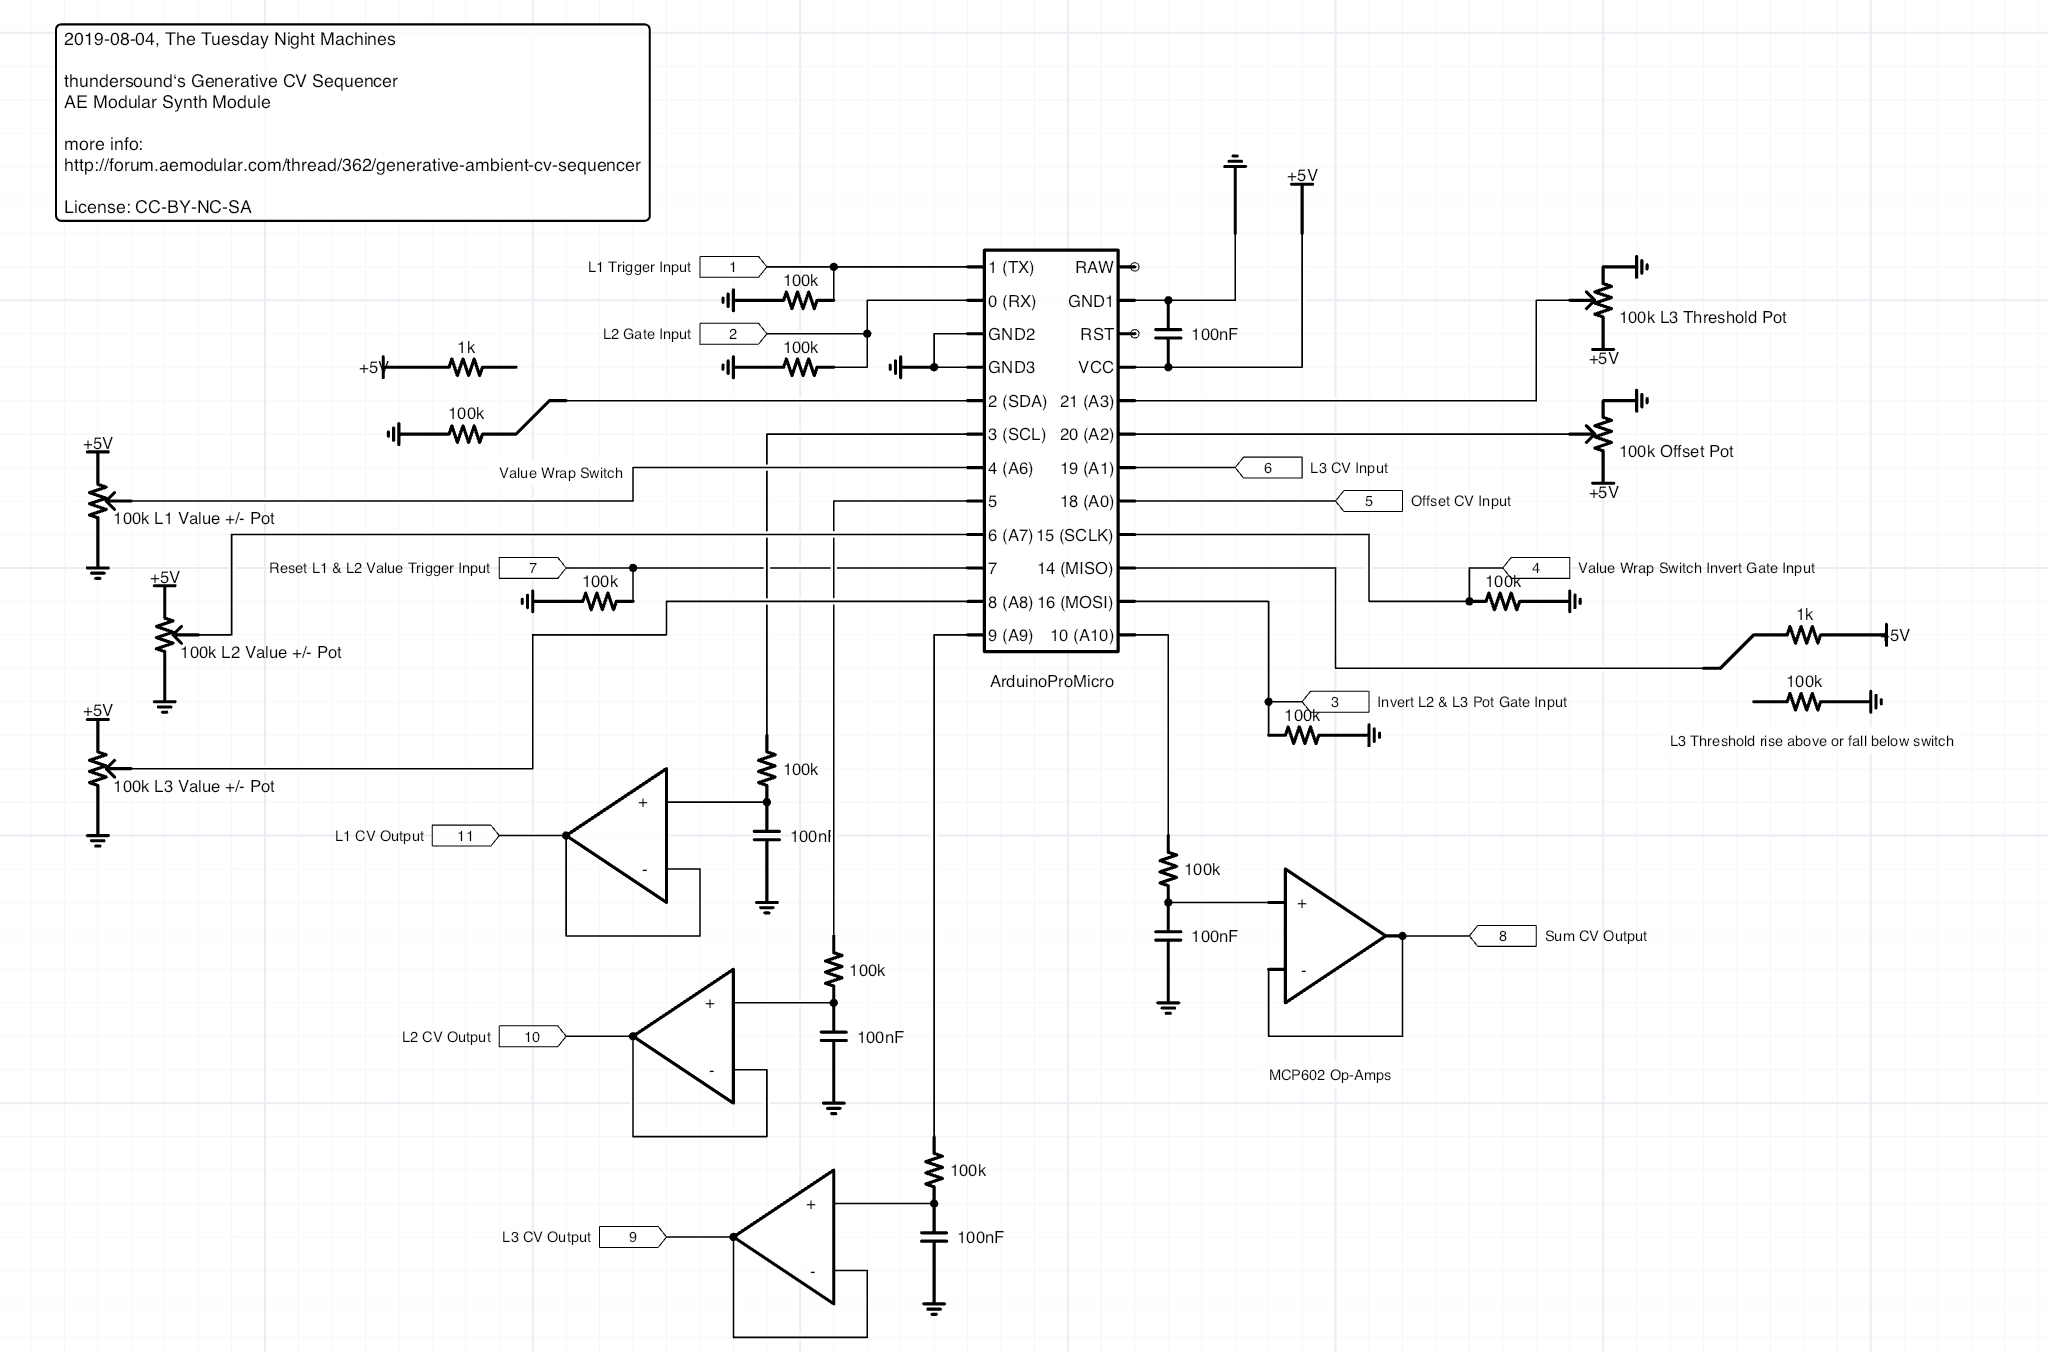 2019-08-04, The Tuesday Night Machines
thundersound‘s Generative CV Sequencer
AE Modular Synth Module
more info:
http://forum.aemodular.com/thread/362/generative-ambient-cv-sequencer
License: CC-BY-NC-SA
+5V
L1 Trigger Input 1
100k
L2 Gate Input 2
100k
+5V 1k
100k
Value Wrap Switch
+5V
100k L1 Value +/- Pot
+5V
100k L2 Value +/- Pot
+5V
100k L3 Value +/- Pot
Reset L1 & L2 Value Trigger Input 7
100k
1 (TX) RAW
0 (RX) GND1
GND2 RST
GND3 VCC
2 (SDA) 21 (A3)
3 (SCL) 20 (A2)
4 (A6) 19 (A1)
5 18 (A0)
6 (A7) 15 (SCLK)
7 14 (MISO)
8 (A8) 16 (MOSI)
9 (A9) 10 (A10)
ArduinoProMicro
100nF
100k L3 Threshold Pot
+5V
100k Offset Pot
+5V
6 L3 CV Input
5 Offset CV Input
4 Value Wrap Switch Invert Gate Input
100k
1k
+5V
100k
L3 Threshold rise above or fall below switch
3 Invert L2 & L3 Pot Gate Input
100k
100k
+
-
100nF
L1 CV Output 11
100k
+
-
100nF
L2 CV Output 10
100k
+
-
100nF
L3 CV Output 9
100k
+
-
100nF
8 Sum CV Output
MCP602 Op-Amps